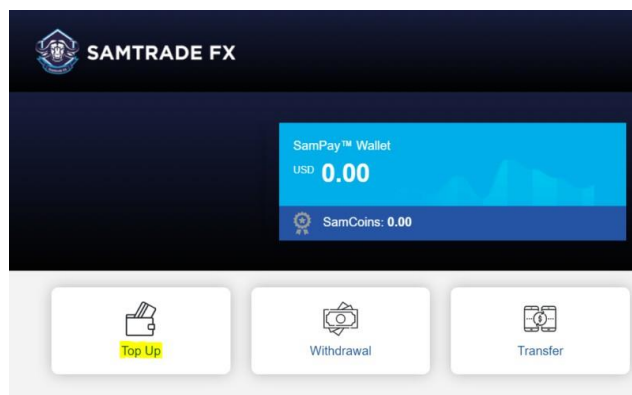 SAMTRADE FX
SamPay™ Wallet
USD 0.00
SamCoins: 0.00
Top Up
Withdrawal
Transfer